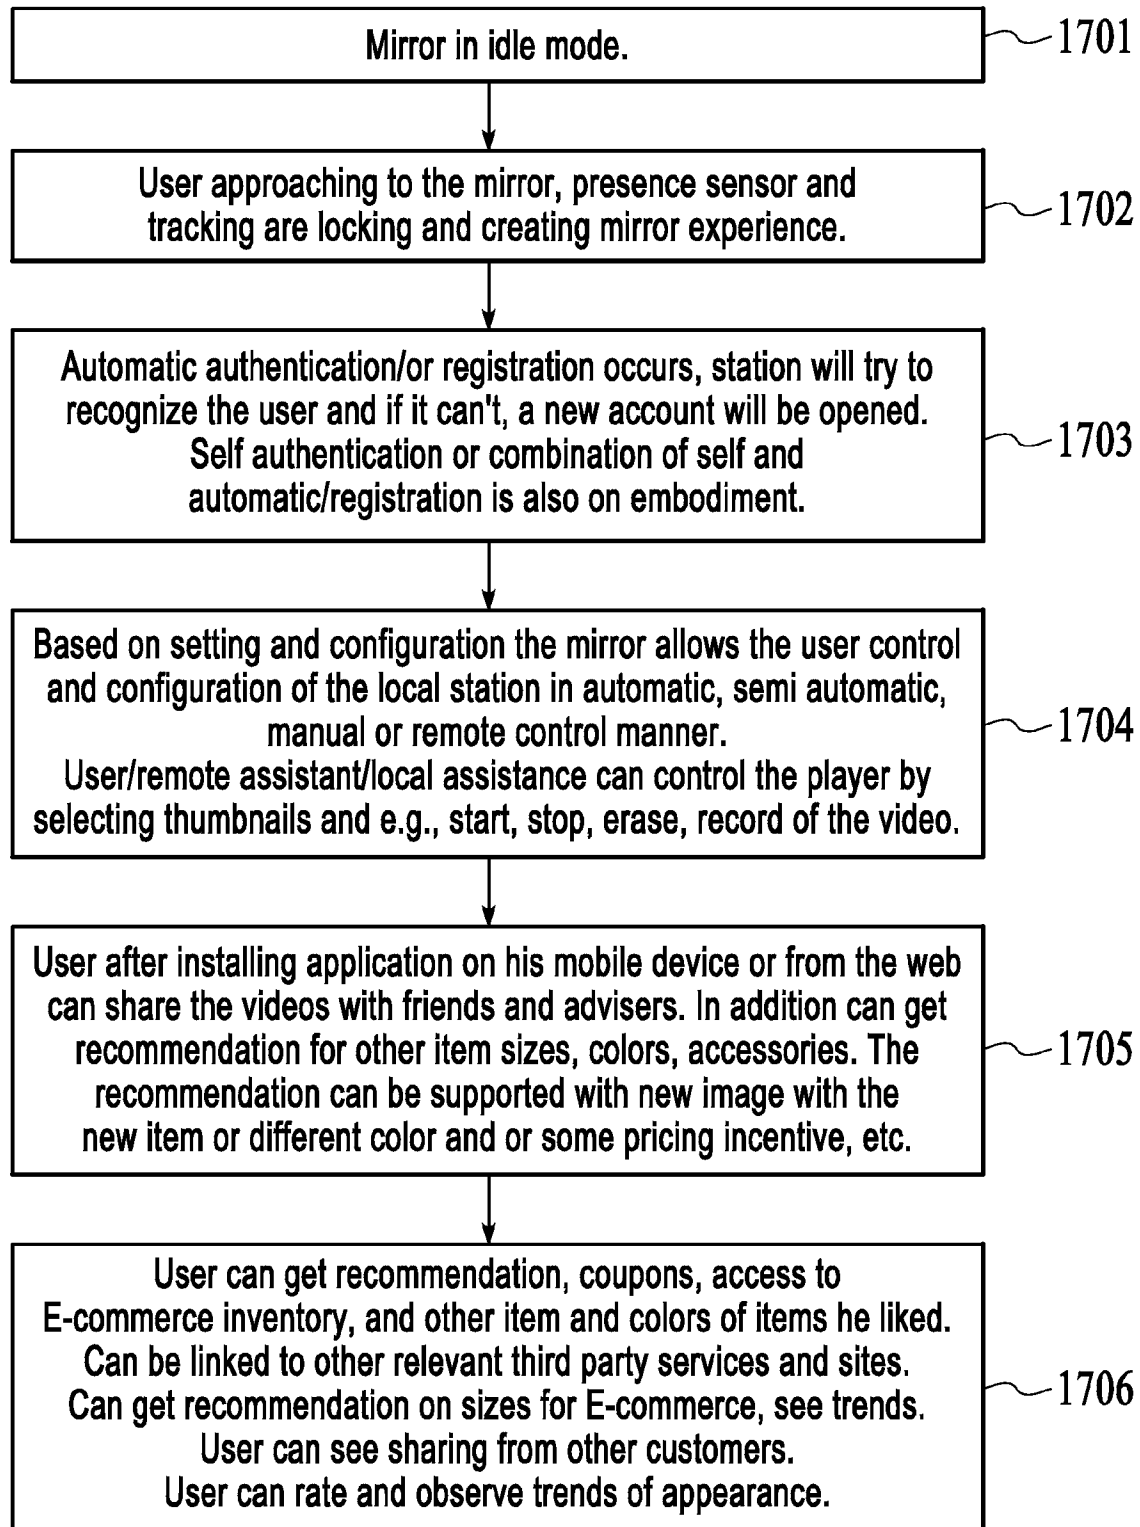 Mirror in idle mode.
1701
User approaching to the mirror, presence sensor and
tracking are locking and creating mirror experience.
1702
Automatic authentication/or registration occurs, station will try to
recognize the user and if it can't, a new account will be opened.
Self authentication or combination of self and
automatic/registration is also on embodiment.
1703
Based on setting and configuration the mirror allows the user control
and configuration of the local station in automatic, semi automatic,
manual or remote control manner.
User/remote assistant/local assistance can control the player by
selecting thumbnails and e.g., start, stop, erase, record of the video.
1704
User after installing application on his mobile device or from the web
can share the videos with friends and advisers. In addition can get
recommendation for other item sizes, colors, accessories. The
recommendation can be supported with new image with the
new item or different color and or some pricing incentive, etc.
1705
User can get recommendation, coupons, access to
E-commerce inventory, and other item and colors of items he liked.
Can be linked to other relevant third party services and sites.
Can get recommendation on sizes for E-commerce, see trends.
User can see sharing from other customers.
User can rate and observe trends of appearance.
1706